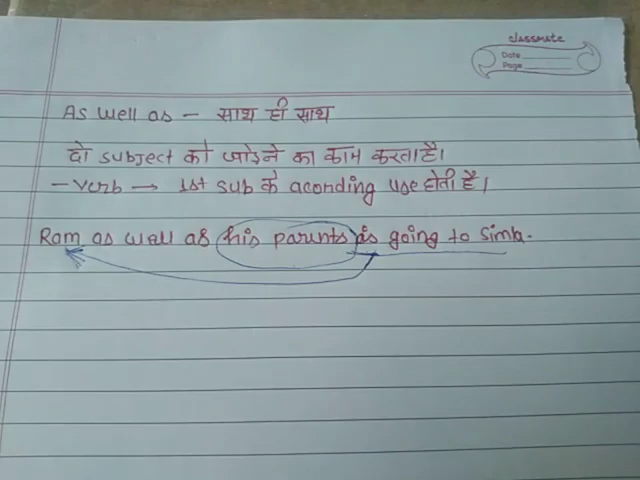 classmate
Date
Page
As well as - साथ ही साथ
दो subject को जोड़ने का काम करता है।
- Verb → 1st sub के aconding use होती है।
Ram as well as his parents is going to Simla.